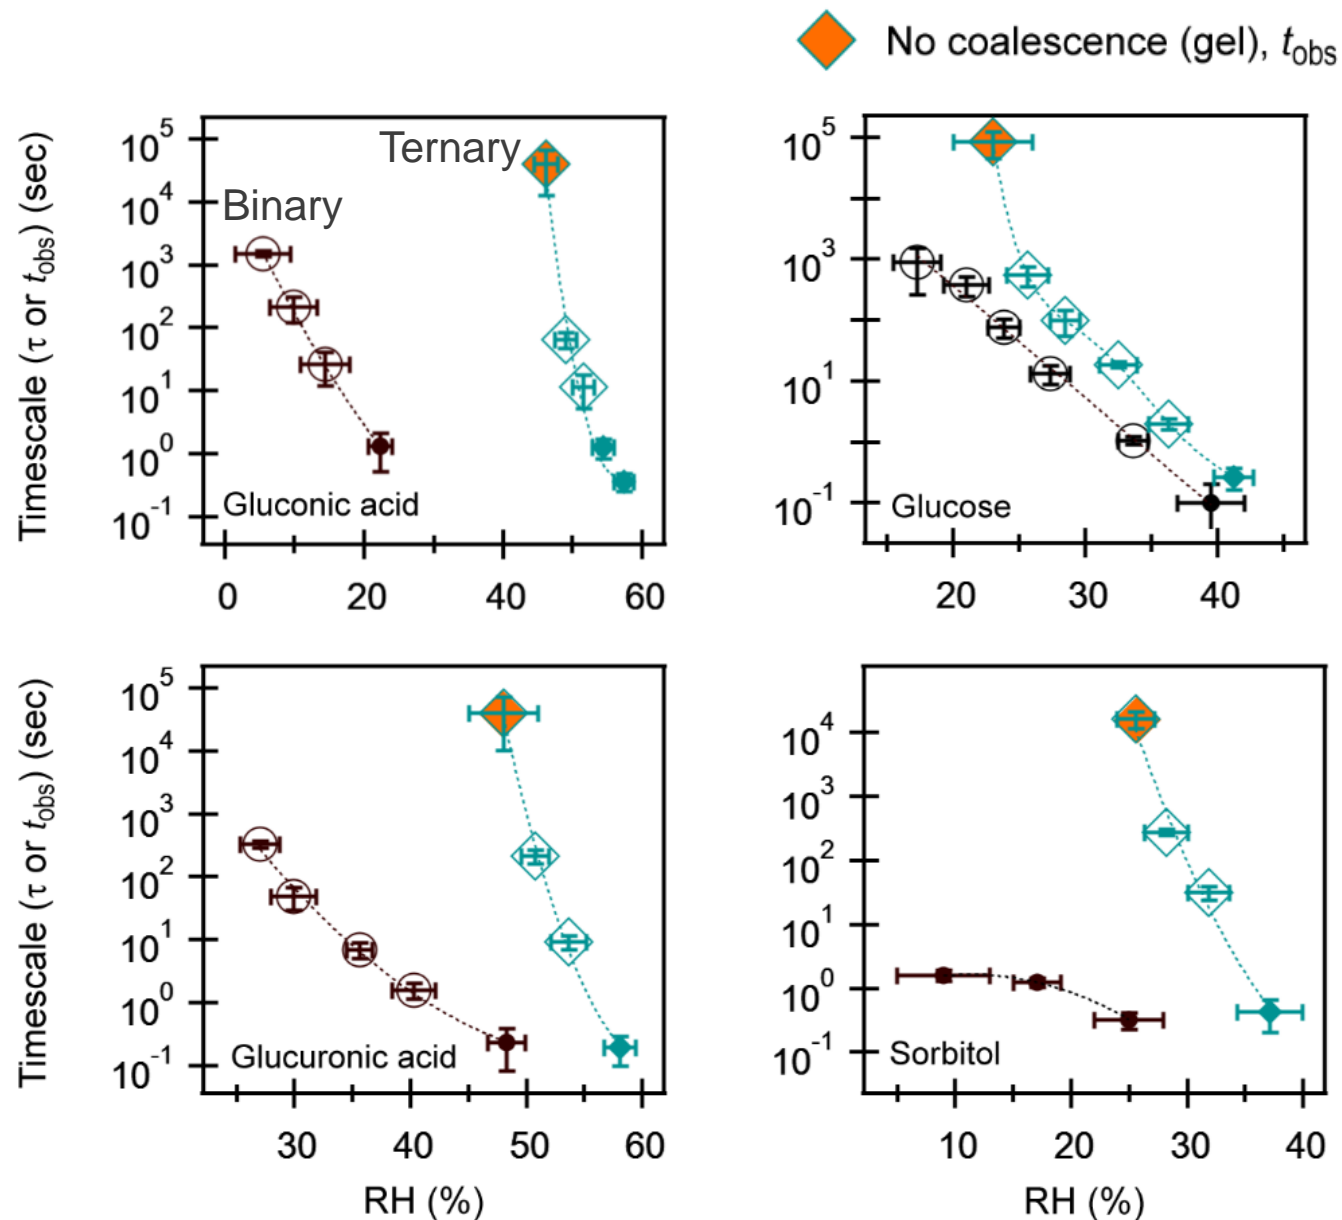 No coalescence (gel), t_obs
Timescale (τ or t_obs) (sec)
10^5
10^4
10^3
10^2
10^1
10^0
10^-1
Ternary
Binary
Gluconic acid
0 20 40 60
10^5
10^3
10^1
10^-1
Glucose
20 30 40
Timescale (τ or t_obs) (sec)
10^5
10^4
10^3
10^2
10^1
10^0
10^-1
Glucuronic acid
30 40 50 60
RH (%)
10^4
10^3
10^2
10^1
10^0
10^-1
Sorbitol
10 20 30 40
RH (%)